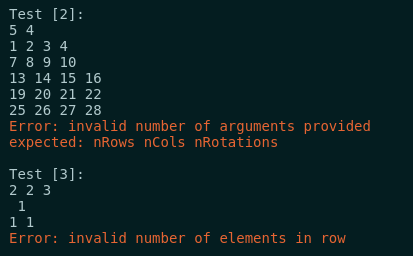 Test [2]:
5 4
1 2 3 4
7 8 9 10
13 14 15 16
19 20 21 22
25 26 27 28
Error: invalid number of arguments provided
expected: nRows nCols nRotations

Test [3]:
2 2 3
 1
1 1
Error: invalid number of elements in row